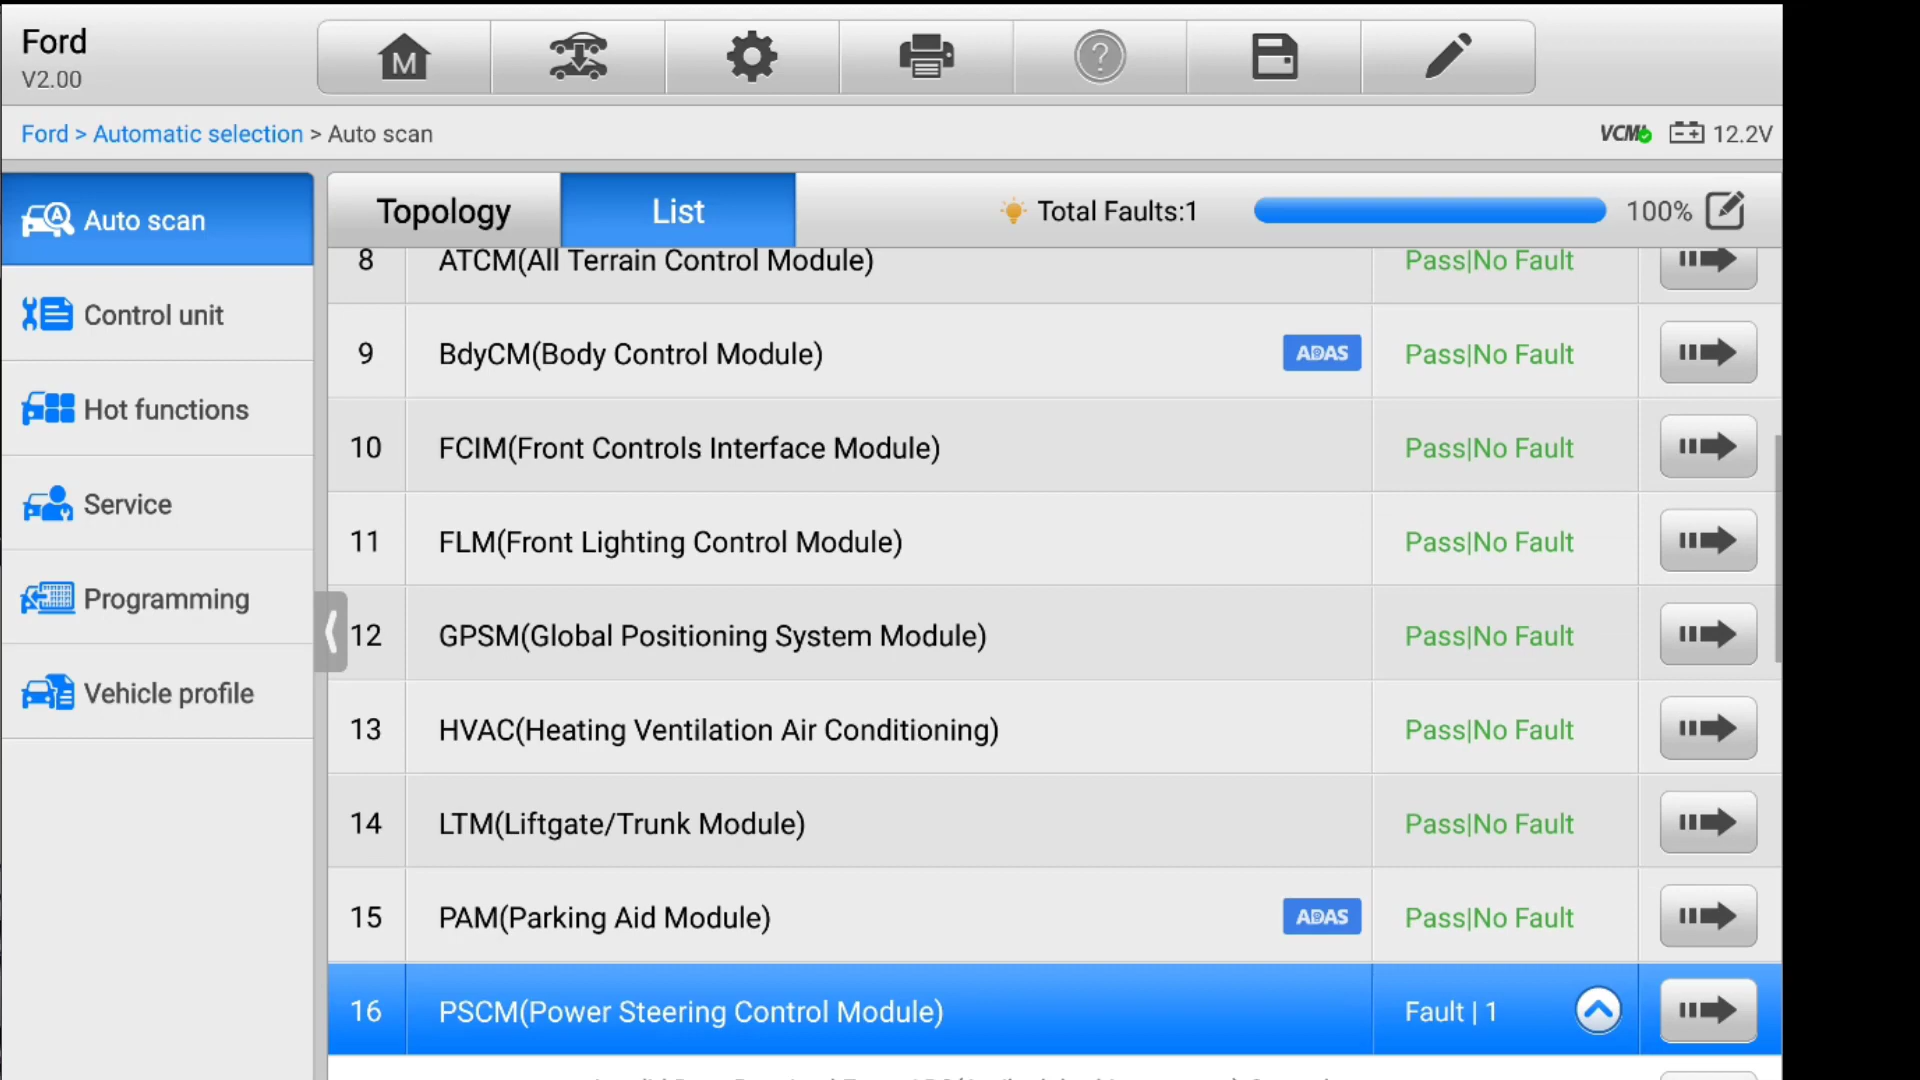 Ford
V2.00
M
?
Ford > Automatic selection > Auto scan
VCMI
12.2V
Auto scan
Control unit
Hot functions
Service
Programming
Vehicle profile
Topology
List
Total Faults:1
100%
8 ATCM(All Terrain Control Module) Pass|No Fault
9 BdyCM(Body Control Module) ADAS Pass|No Fault
10 FCIM(Front Controls Interface Module) Pass|No Fault
11 FLM(Front Lighting Control Module) Pass|No Fault
12 GPSM(Global Positioning System Module) Pass|No Fault
13 HVAC(Heating Ventilation Air Conditioning) Pass|No Fault
14 LTM(Liftgate/Trunk Module) Pass|No Fault
15 PAM(Parking Aid Module) ADAS Pass|No Fault
16 PSCM(Power Steering Control Module) Fault | 1